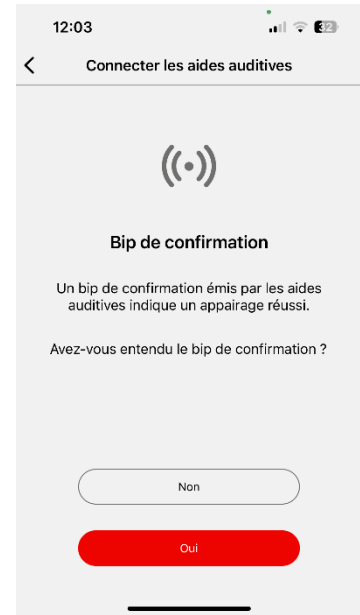 12:03
32
Connecter les aides auditives
Bip de confirmation
Un bip de confirmation émis par les aides
auditives indique un appairage réussi.
Avez-vous entendu le bip de confirmation ?
Non
Oui